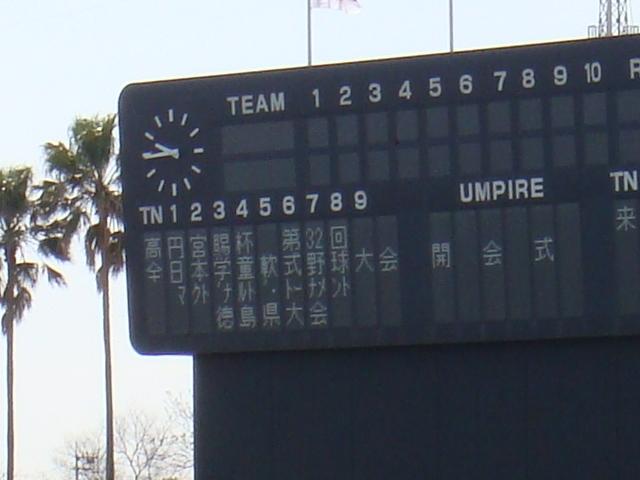 TEAM 1 2 3 4 5 6 7 8 9 10 R
TN 1 2 3 4 5 6 7 8 9
UMPIRE
TN
高円宮賜杯 第32回
全日本学童軟式野球大会
マクドナルド・トーナメント
徳島県大会
開会式
来